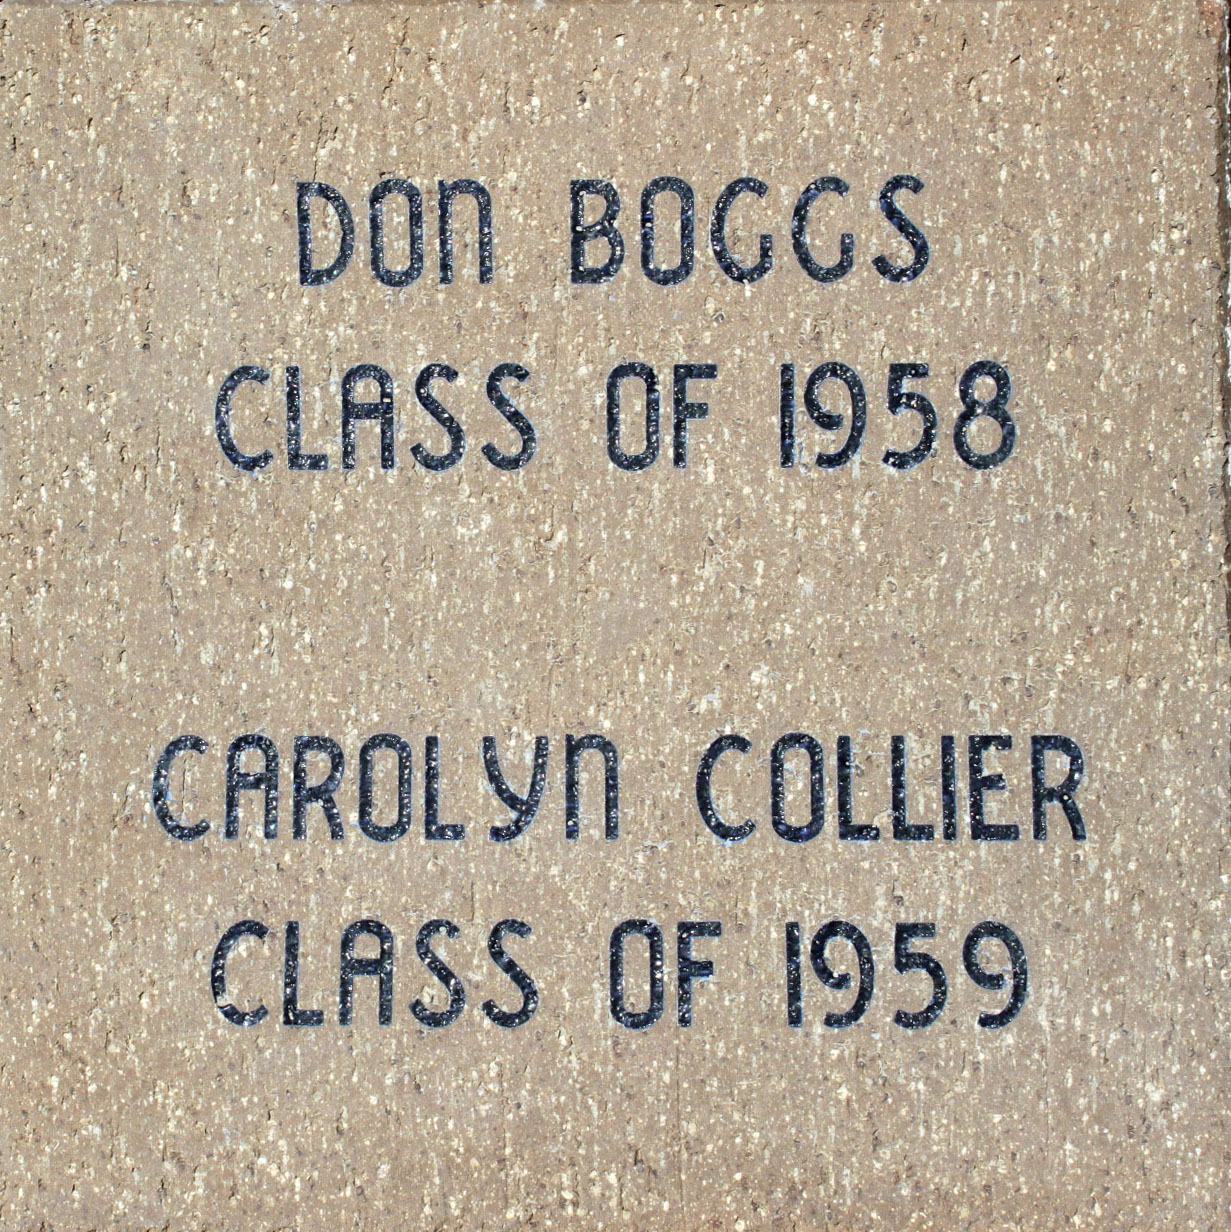 DON BOGGS
CLASS OF 1958
CAROLYN COLLIER
CLASS OF 1959